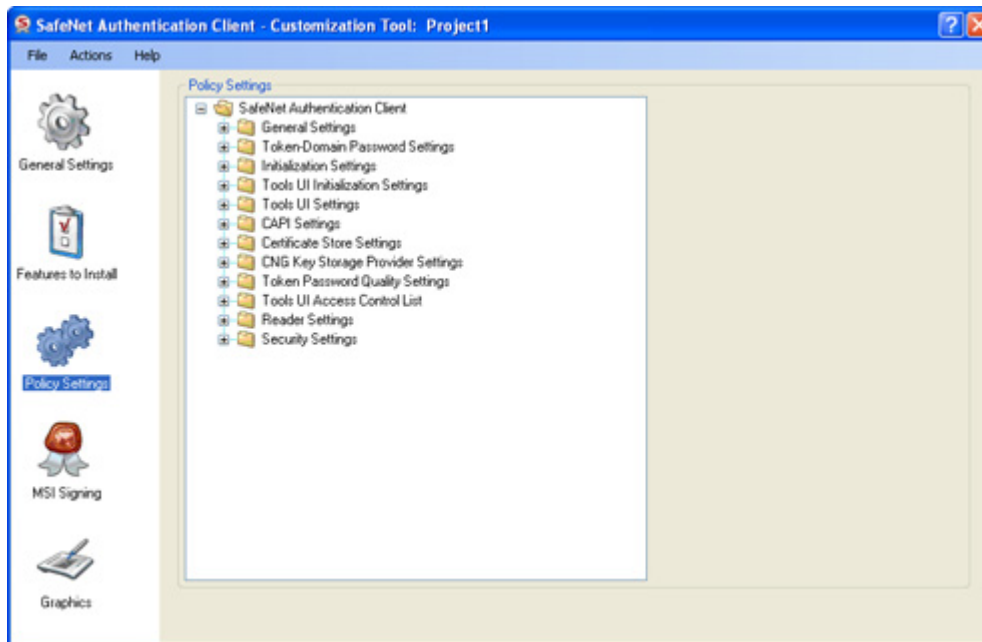 SafeNet Authentication Client - Customization Tool: Project1
File Actions Help
General Settings
Features to Install
Policy Settings
MSI Signing
Graphics
Policy Settings
SafeNet Authentication Client
General Settings
Token-Domain Password Settings
Initialization Settings
Tools UI Initialization Settings
Tools UI Settings
CAPI Settings
Certificate Store Settings
CNG Key Storage Provider Settings
Token Password Quality Settings
Tools UI Access Control List
Reader Settings
Security Settings